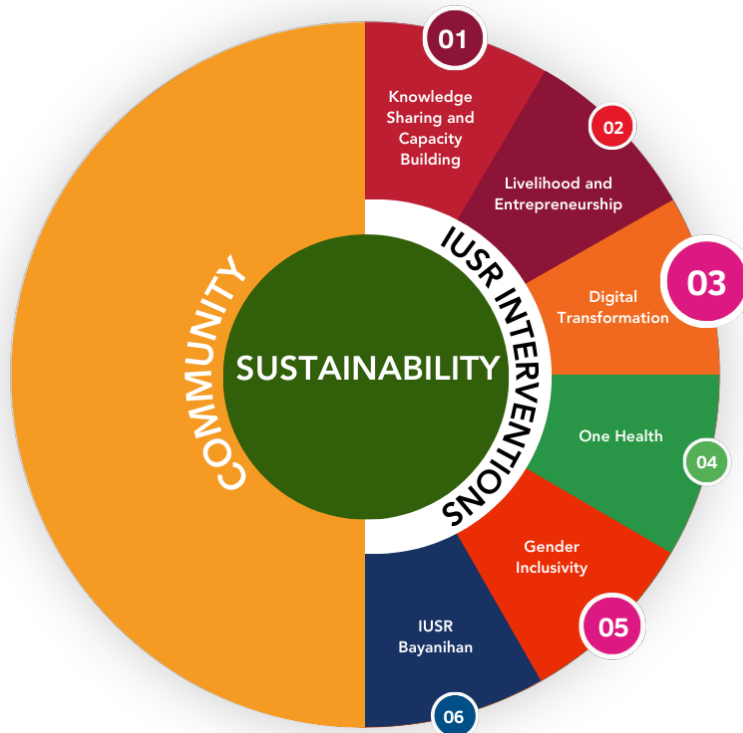 01
Knowledge
Sharing and
Capacity
Building
02
Livelihood and
Entrepreneurship
03
Digital
Transformation
One Health
04
Gender
Inclusivity
05
IUSR
Bayanihan
06
IUSR INTERVENTIONS
COMMUNITY
SUSTAINABILITY